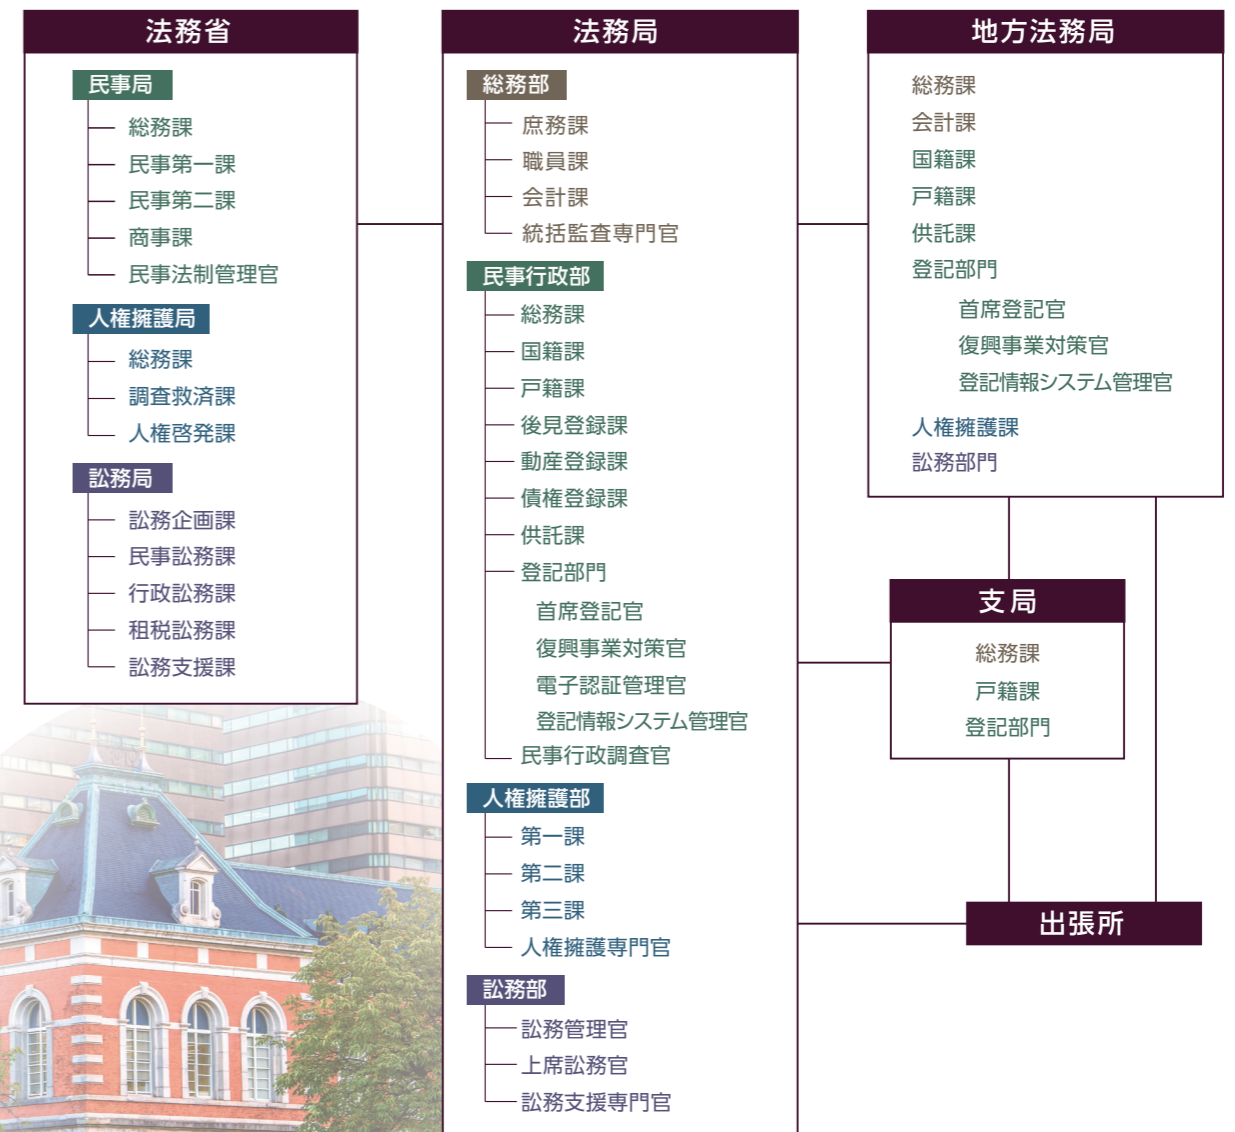 法務省
民事局
総務課
民事第一課
民事第二課
商事課
民事法制管理官
人権擁護局
総務課
調査救済課
人権啓発課
訟務局
訟務企画課
民事訟務課
行政訟務課
租税訟務課
訟務支援課
法務局
総務部
庶務課
職員課
会計課
統括監査専門官
民事行政部
総務課
国籍課
戸籍課
後見登録課
動産登録課
債権登録課
供託課
登記部門
首席登記官
復興事業対策官
電子認証管理官
登記情報システム管理官
民事行政調査官
人権擁護部
第一課
第二課
第三課
人権擁護専門官
訟務部
訟務管理官
上席訟務官
訟務支援専門官
地方法務局
総務課
会計課
国籍課
戸籍課
供託課
登記部門
首席登記官
復興事業対策官
登記情報システム管理官
人権擁護課
訟務部門
支局
総務課
戸籍課
登記部門
出張所